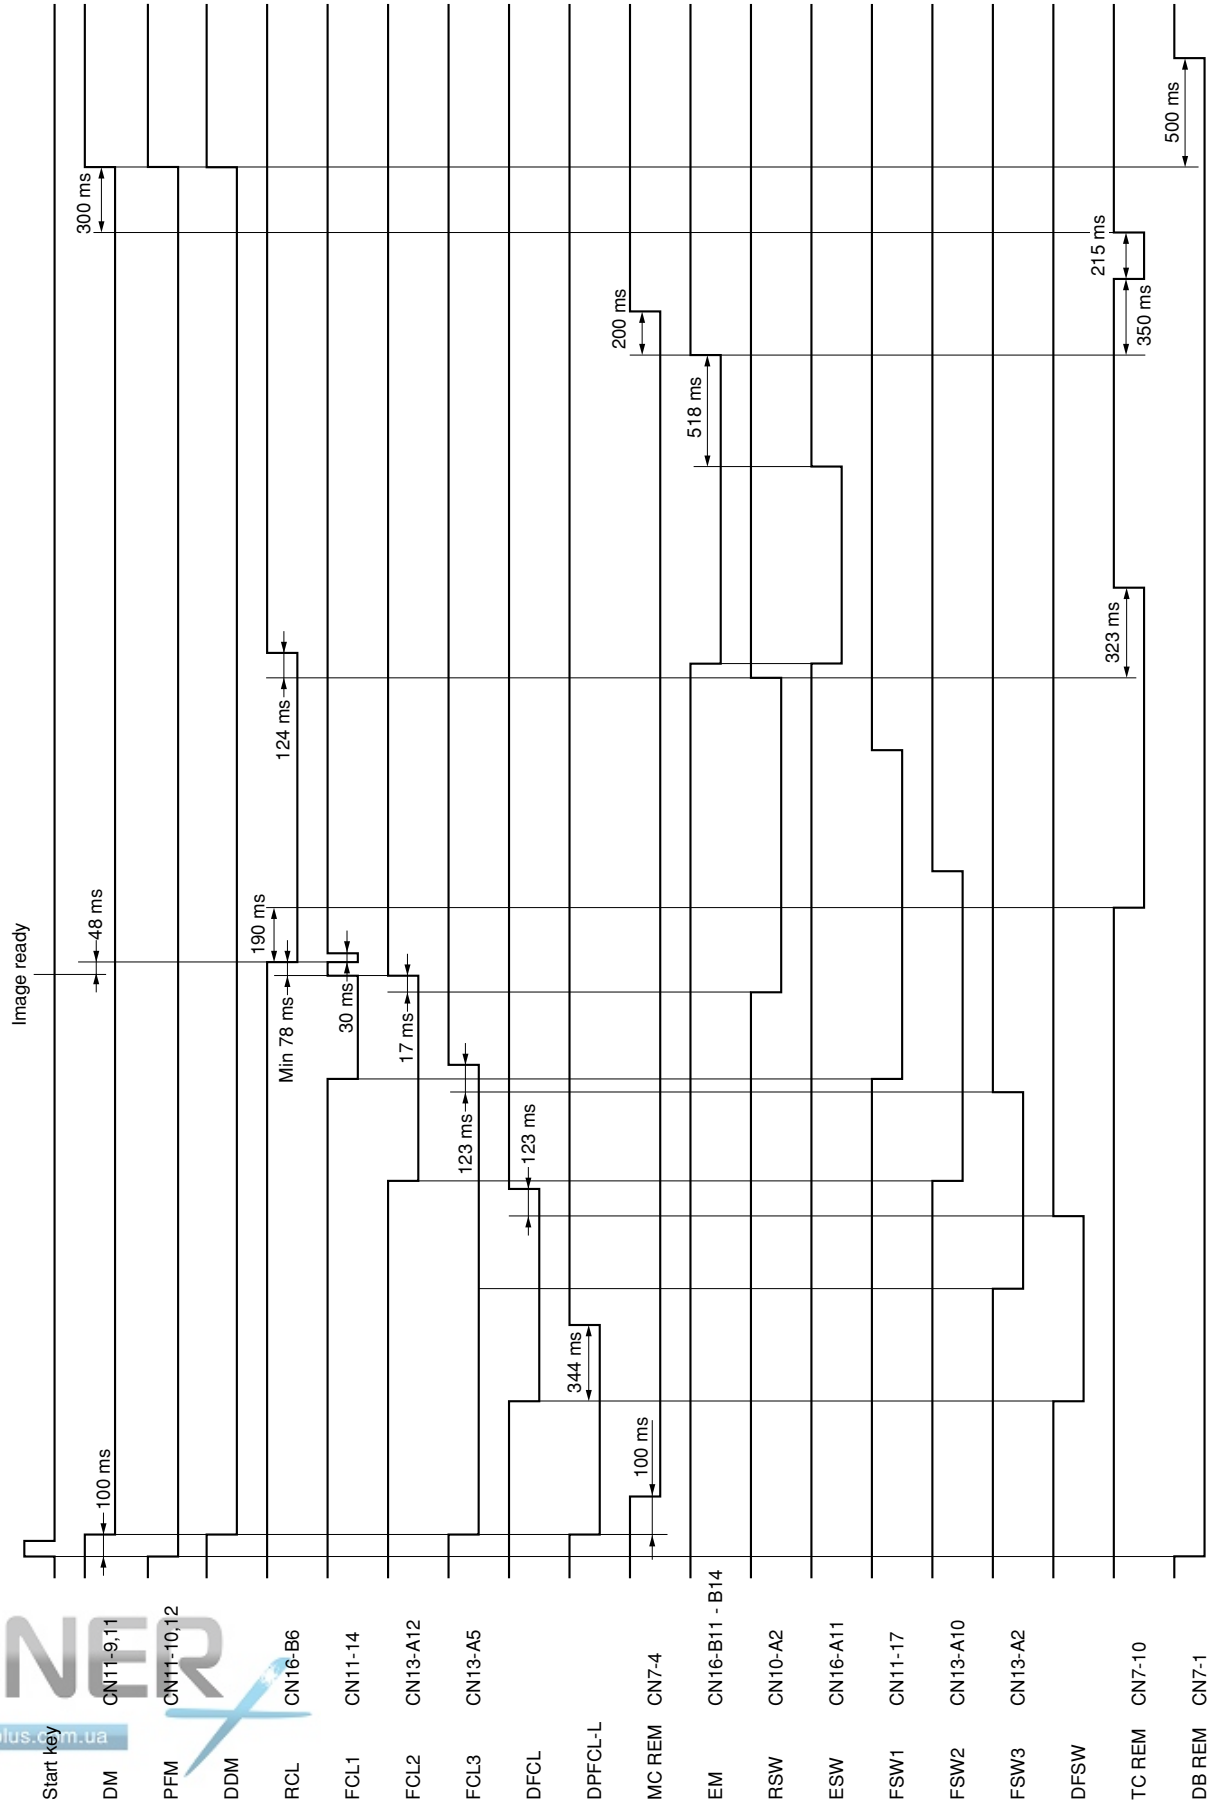 Image ready
Start key
DM CN11-9,11
PFM CN11-10,12
DDM
RCL CN16-B6
FCL1 CN11-14
FCL2 CN13-A12
FCL3 CN13-A5
DFCL
DPFCL-L
MC REM CN7-4
EM CN16-B11 - B14
RSW CN10-A2
ESW CN16-A11
FSW1 CN11-17
FSW2 CN13-A10
FSW3 CN13-A2
DFSW
TC REM CN7-10
DB REM CN7-1
100 ms
48 ms
300 ms
Min 78 ms
190 ms
124 ms
30 ms
17 ms
123 ms
123 ms
344 ms
100 ms
200 ms
518 ms
323 ms
350 ms
215 ms
500 ms
NER
plus.com.ua